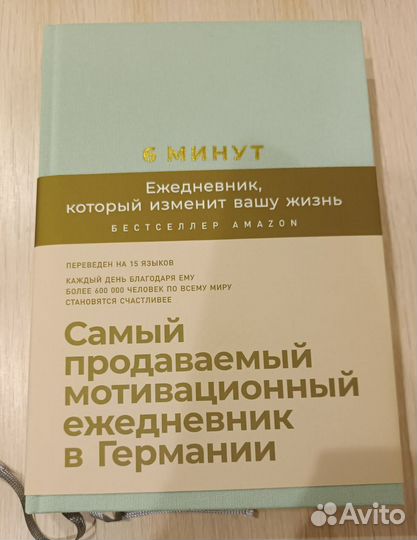 6 МИНУТ
Ежедневник,
который изменит вашу жизнь
БЕСТСЕЛЛЕР AMAZON
ПЕРЕВЕДЕН НА 15 ЯЗЫКОВ
КАЖДЫЙ ДЕНЬ БЛАГОДАРЯ ЕМУ
БОЛЕЕ 600 000 ЧЕЛОВЕК ПО ВСЕМУ МИРУ
СТАНОВЯТСЯ СЧАСТЛИВЕЕ
Самый
продаваемый
мотивационный
ежедневник
в Германии
Avito